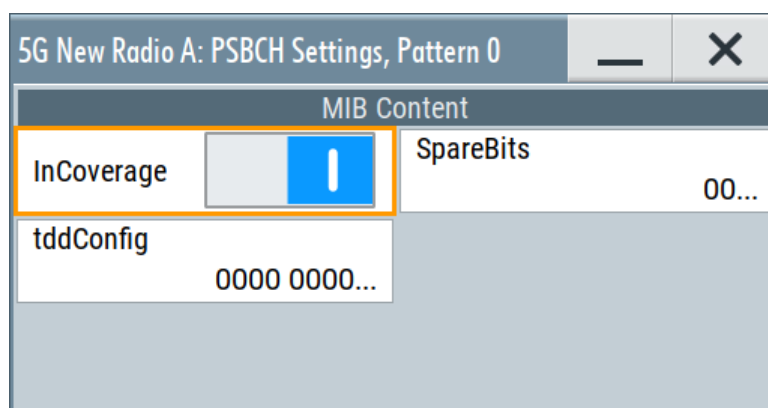 5G New Radio A: PSBCH Settings, Pattern 0
MIB Content
InCoverage
SpareBits
00...
tddConfig
0000 0000...